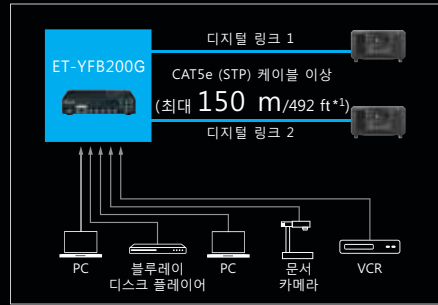 디지털 링크 1
ET-YFB200G
CAT5e (STP) 케이블 이상
(최대 150 m/492 ft*1)
디지털 링크 2
PC
블루레이
디스크 플레이어
PC
문서
카메라
VCR